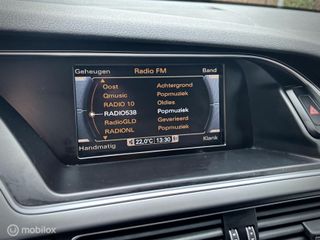 Geheugen Radio FM Band
Oost Achtergrond
Qmusic Popmuziek
RADIO 10 Oldies
RADIO538 Popmuziek
RadioGLD Gevarieerd
RADIONL Popmuziek
Handmatig 22,0°C 13:30 Klank
mobilox